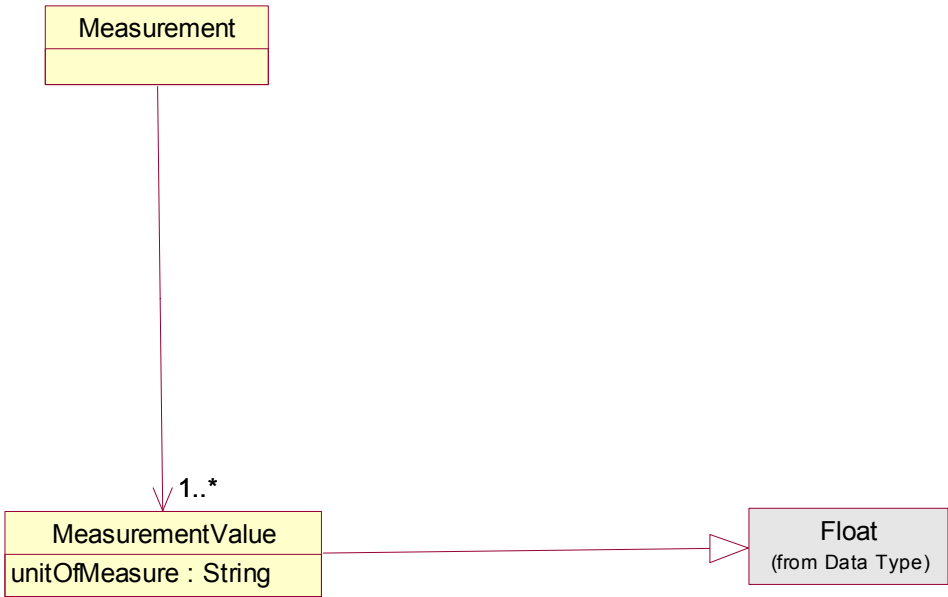 Measurement
1..*
MeasurementValue
unitOfMeasure : String
Float
(from Data Type)